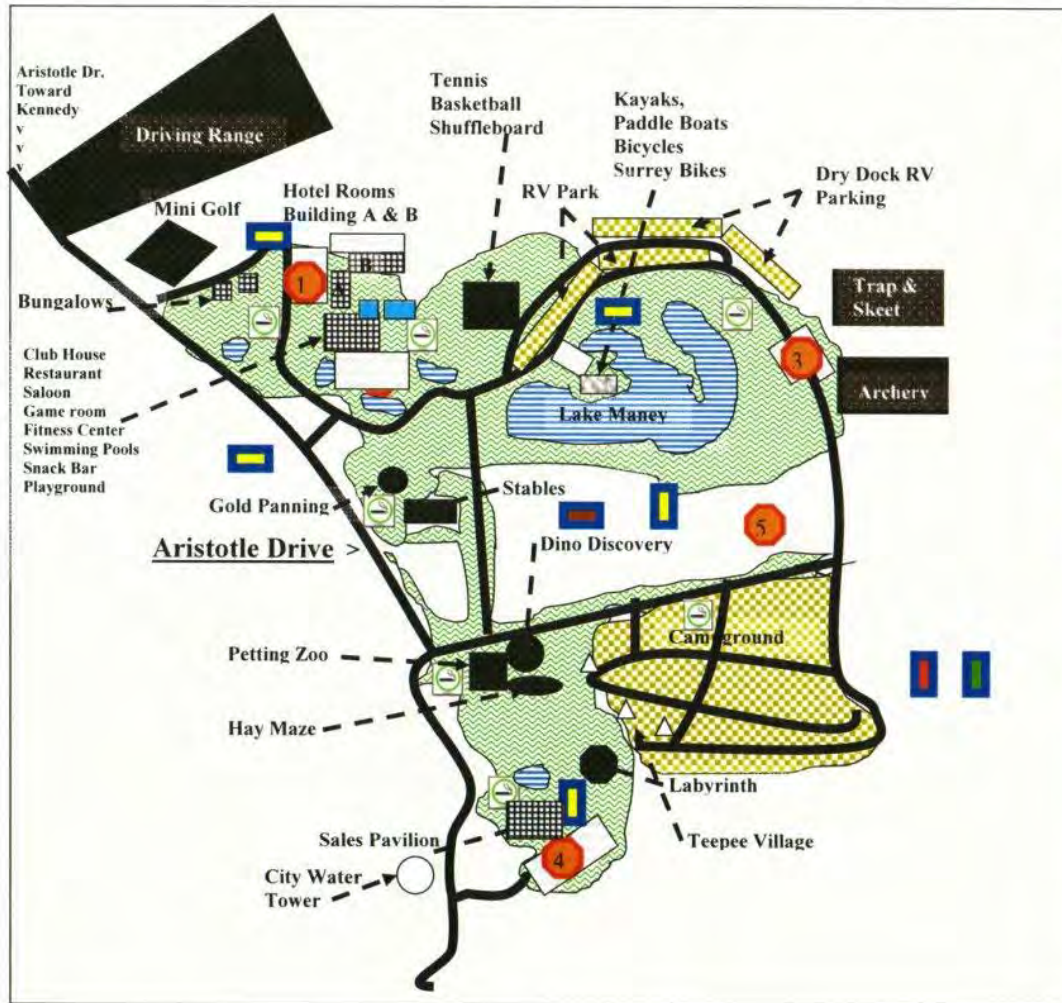 Aristotle Dr.
Toward
Kennedy
v
v
v
Driving Range
Mini Golf
Hotel Rooms
Building A & B
Tennis
Basketball
Shuffleboard
Kayaks,
Paddle Boats
Bicycles
Surrey Bikes
RV Park
Dry Dock RV
Parking
B
A
1
Bungalows
Trap &
Skeet
3
Archery
Club House
Restaurant
Saloon
Game room
Fitness Center
Swimming Pools
Snack Bar
Playground
Lake Maney
Gold Panning
Stables
5
Aristotle Drive >
Dino Discovery
Campground
Petting Zoo
Hay Maze
Labyrinth
Teepee Village
Sales Pavilion
4
City Water
Tower